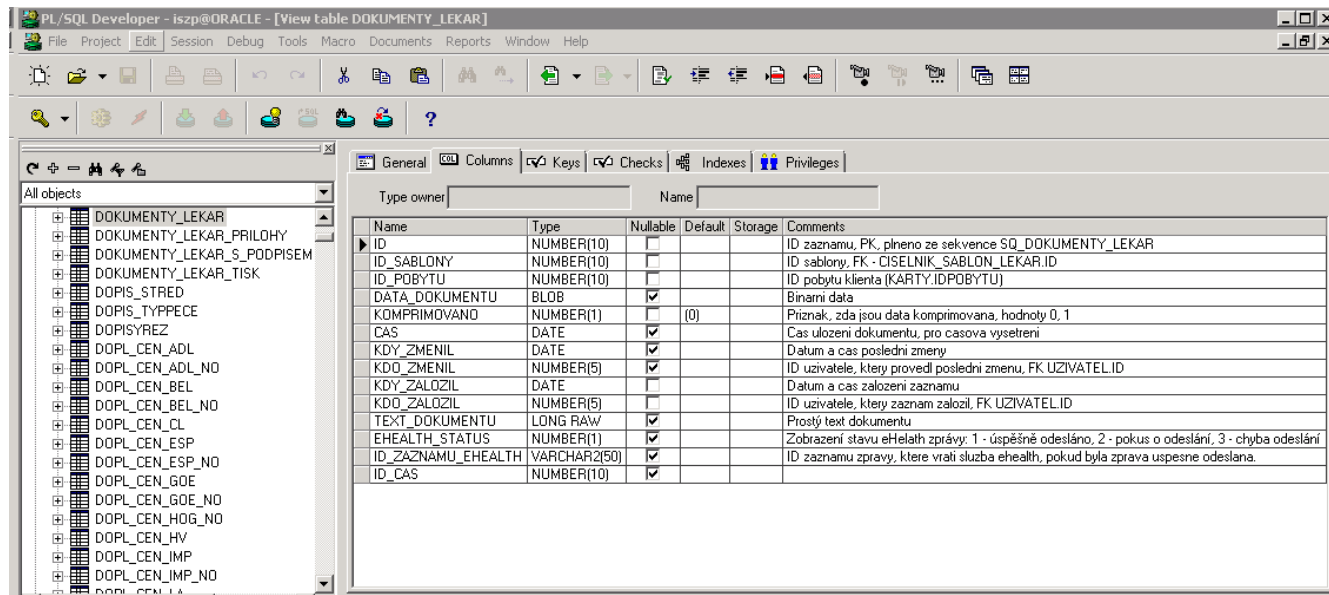 PL/SQL Developer - iszp@ORACLE - [View table DOKUMENTY_LEKAR]
File Project Edit Session Debug Tools Macro Documents Reports Window Help
SQL
?
All objects
DOKUMENTY_LEKAR
DOKUMENTY_LEKAR_PRILOHY
DOKUMENTY_LEKAR_S_PODPISEM
DOKUMENTY_LEKAR_TISK
DOPIS_STRED
DOPIS_TYPPECE
DOPISYREZ
DOPL_CEN_ADL
DOPL_CEN_ADL_NO
DOPL_CEN_BEL
DOPL_CEN_BEL_NO
DOPL_CEN_CL
DOPL_CEN_ESP
DOPL_CEN_ESP_NO
DOPL_CEN_GOE
DOPL_CEN_GOE_NO
DOPL_CEN_HOG_NO
DOPL_CEN_HV
DOPL_CEN_IMP
DOPL_CEN_IMP_NO
General COL Columns Keys Checks Indexes Privileges
Type owner Name
Name Type Nullable Default Storage Comments
ID NUMBER(10) ID zaznamu, PK, plneno ze sekvence SQ_DOKUMENTY_LEKAR
ID_SABLONY NUMBER(10) ID sablony, FK - CISELNIK_SABLON_LEKAR.ID
ID_POBYTU NUMBER(10) ID pobytu klienta (KARTY.IDPOBYTU)
DATA_DOKUMENTU BLOB Binarni data
KOMPRIMOVANO NUMBER(1) (0) Priznak, zda jsou data komprimovana, hodnoty 0, 1
CAS DATE Cas ulozeni dokumentu, pro casova vysetreni
KDY_ZMENIL DATE Datum a cas posledni zmeny
KDO_ZMENIL NUMBER(5) ID uzivatele, ktery provedl posledni zmenu, FK UZIVATEL.ID
KDY_ZALOZIL DATE Datum a cas zalozeni zaznamu
KDO_ZALOZIL NUMBER(5) ID uzivatele, ktery zaznam zalozil, FK UZIVATEL.ID
TEXT_DOKUMENTU LONG RAW Prostý text dokumentu
EHEALTH_STATUS NUMBER(1) Zobrazení stavu eHelath zprávy: 1 - úspěšně odesláno, 2 - pokus o odeslání, 3 - chyba odeslání
ID_ZAZNAMU_EHEALTH VARCHAR2(50) ID zaznamu zpravy, ktere vrati sluzba ehealth, pokud byla zprava uspesne odeslana.
ID_CAS NUMBER(10)